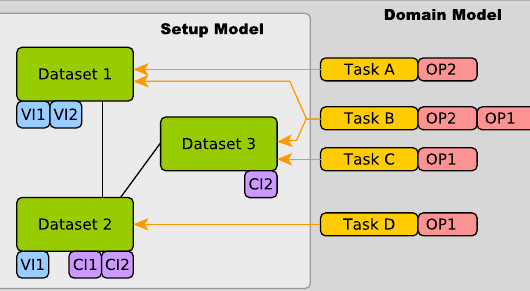 Domain Model
Setup Model
Dataset 1
VI1 VI2
Task A OP2
Task B OP2 OP1
Dataset 3
CI2
Task C OP1
Dataset 2
VI1 CI1 CI2
Task D OP1